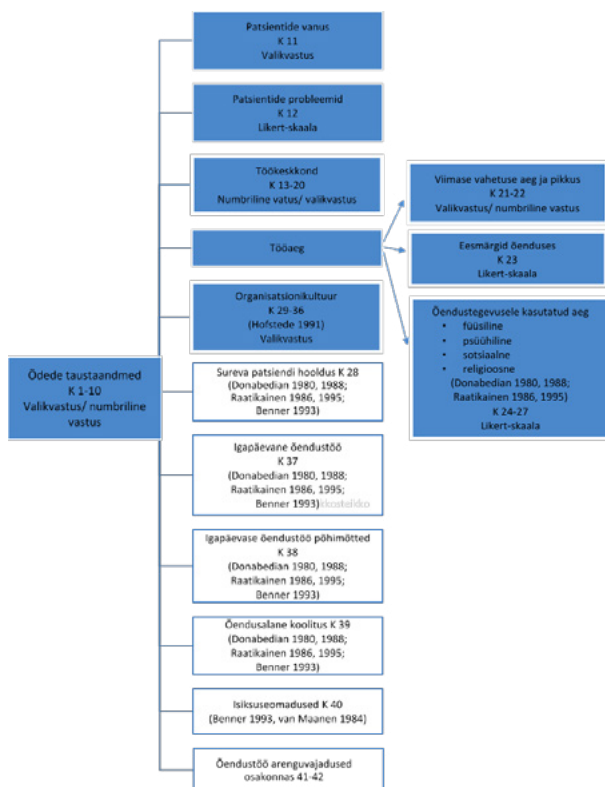 Patsientide vanus
K 11
Valikvastus
Patsientide probleemid
K 12
Likert-skaala
Töökeskkond
K 13-20
Numbriline vatus/ valikvastus
Tööaeg
Viimase vahetuse aeg ja pikkus
K 21-22
Valikvastus/ numbriline vastus
Eesmärgid õenduses
K 23
Likert-skaala
Õendustegevusele kasutatud aeg
• füüsiline
• psüühiline
• sotsiaalne
• religioosne
(Donabedian 1980, 1988;
Raatikainen 1986, 1995)
K 24-27
Likert-skaala
Organisatsionikultuur
K 29-36
(Hofstede 1991)
Valikvastus
Õdede taustaandmed
K 1-10
Valikvastus/ numbriline
vastus
Sureva patsiendi hooldus K 28
(Donabedian 1980, 1988;
Raatikainen 1986, 1995;
Benner 1993)
Igapäevane õendustöö
K 37
(Donabedian 1980, 1988;
Raatikainen 1986, 1995;
Benner 1993)
Igapäevase õendustöö põhimõtted
K 38
(Donabedian 1980, 1988;
Raatikainen 1986, 1995;
Benner 1993)
Õendusalane koolitus K 39
(Donabedian 1980, 1988;
Raatikainen 1986, 1995;
Benner 1993)
Isiksuseomadused K 40
(Benner 1993, van Maanen 1984)
Õendustöö arenguvajadused
osakonnas 41-42